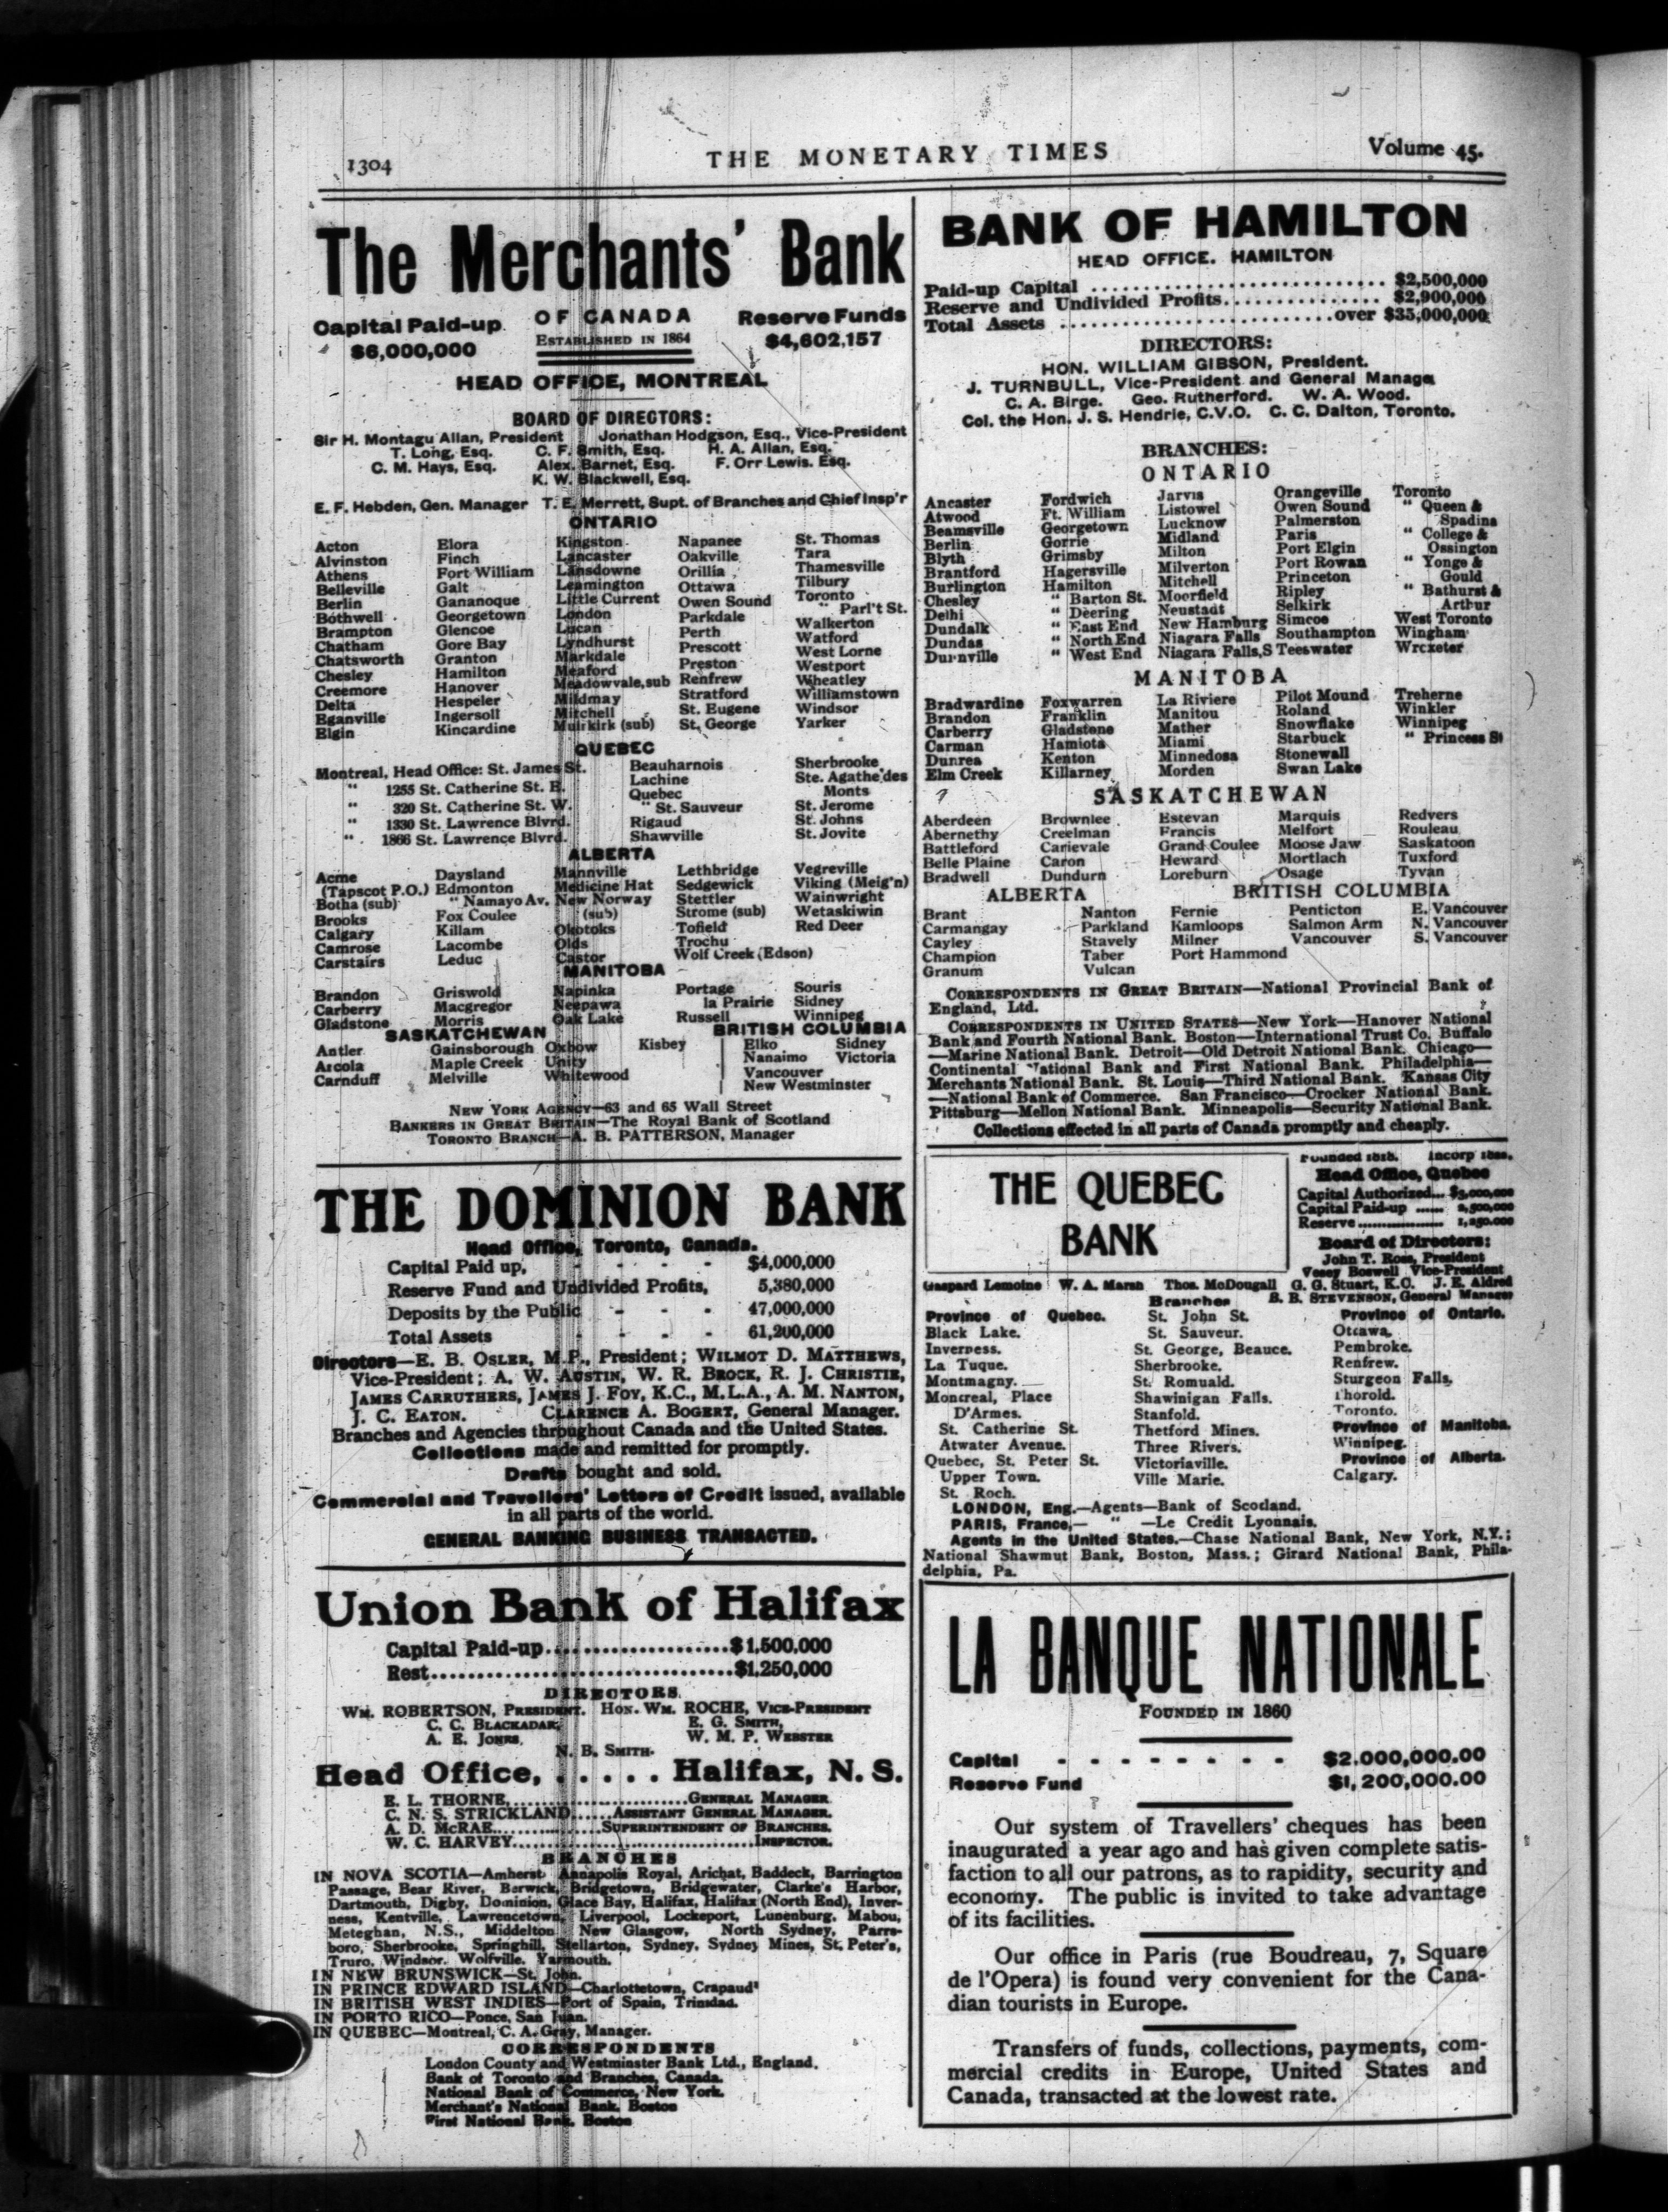 1304
THE MONETARY TIMES
Volume 45.
The Merchants' Bank
Capital Paid-up
$6,000,000
OF CANADA
ESTABLISHED IN 1864
Reserve Funds
$4,602,157
HEAD OFFICE, MONTREAL
BOARD OF DIRECTORS:
Sir H. Montagu Allan, President Jonathan Hodgson, Esq., Vice-President
T. Long, Esq. C. F. Smith, Esq. H. A. Allan, Esq.
C. M. Hays, Esq. Alex. Barnet, Esq. F. Orr Lewis, Esq.
K. W. Blackwell, Esq.
E. F. Hebden, Gen. Manager T. E. Merrett, Supt. of Branches and Chief Insp'r
ONTARIO
Acton Elora Kingston Napanee St. Thomas
Alvinston Finch Lancaster Oakville Tara
Athens Fort William Lansdowne Orillia Thamesville
Belleville Galt Leamington Ottawa Tilbury
Berlin Gananoque Little Current Owen Sound Toronto
Bothwell Georgetown London Parkdale " Parl't St.
Brampton Glencoe Lucan Perth Walkerton
Chatham Gore Bay Lyndhurst Prescott Watford
Chatsworth Granton Markdale Preston West Lorne
Chesley Hamilton Meaford Renfrew Westport
Creemore Hanover Meadowvale,sub Stratford Wheatley
Delta Hespeler Mildmay St. Eugene Williamstown
Eganville Ingersoll Mitchell St. George Windsor
Elgin Kincardine Muirkirk (sub) Yarker
QUEBEC
Montreal, Head Office: St. James St. Beauharnois Sherbrooke
" 1255 St. Catherine St. E. Lachine Ste. Agathe des
" 320 St. Catherine St. W. Quebec Monts
" 1330 St. Lawrence Blvrd. " St. Sauveur St. Jerome
" 1866 St. Lawrence Blvrd. Rigaud St. Johns
Shawville St. Jovite
ALBERTA
Acme Daysland Mannville Lethbridge Vegreville
(Tapscot P.O.) Edmonton Medicine Hat Sedgewick Viking (Meig'n)
Botha (sub) " Namayo Av. New Norway Stettler Wainwright
Brooks Fox Coulee (sub) Strome (sub) Wetaskiwin
Calgary Killam Okotoks Tofield Red Deer
Camrose Lacombe Olds Trochu
Carstairs Leduc Castor Wolf Creek (Edson)
MANITOBA
Brandon Griswold Napinka Portage Souris
Carberry Macgregor Neepawa la Prairie Sidney
Gladstone Morris Oak Lake Russell Winnipeg
SASKATCHEWAN BRITISH COLUMBIA
Antler Gainsborough Oxbow Kisbey Elko Sidney
Arcola Maple Creek Unity Nanaimo Victoria
Carnduff Melville Whitewood Vancouver
New Westminster
NEW YORK AGENCY—63 and 65 Wall Street
BANKERS IN GREAT BRITAIN—The Royal Bank of Scotland
TORONTO BRANCH—A. B. PATTERSON, Manager
THE DOMINION BANK
Head Office, Toronto, Canada.
Capital Paid up, - - - - $4,000,000
Reserve Fund and Undivided Profits, 5,380,000
Deposits by the Public - - - 47,000,000
Total Assets - - - - 61,200,000
Directors—E. B. OSLER, M.P., President; WILMOT D. MATTHEWS,
Vice-President; A. W. AUSTIN, W. R. BROCK, R. J. CHRISTIE,
JAMES CARRUTHERS, JAMES J. FOY, K.C., M.L.A., A. M. NANTON,
J. C. EATON. CLARENCE A. BOGERT, General Manager.
Branches and Agencies throughout Canada and the United States.
Collections made and remitted for promptly.
Drafts bought and sold.
Commercial and Travellers' Letters of Credit issued, available
in all parts of the world.
GENERAL BANKING BUSINESS TRANSACTED.
Union Bank of Halifax
Capital Paid-up....................$1,500,000
Rest................................$1,250,000
DIRECTORS
WM. ROBERTSON, PRESIDENT. HON. WM. ROCHE, VICE-PRESIDENT
C. C. BLACKADAR, E. G. SMITH,
A. E. JONES, W. M. P. WEBSTER
N. B. SMITH.
Head Office, . . . . . Halifax, N. S.
E. L. THORNE,........................GENERAL MANAGER
C. N. S. STRICKLAND......ASSISTANT GENERAL MANAGER.
A. D. McRAE..............SUPERINTENDENT OF BRANCHES.
W. C. HARVEY................................INSPECTOR.
BRANCHES
IN NOVA SCOTIA—Amherst Annapolis Royal, Arichat, Baddeck, Barrington
Passage, Bear River, Berwick, Bridgetown, Bridgewater, Clarke's Harbor,
Dartmouth, Digby, Dominion, Glace Bay, Halifax, Halifax (North End), Inver-
ness, Kentville, Lawrencetown, Liverpool, Lockeport, Lunenburg, Mabou,
Meteghan, N.S., Middelton New Glasgow, North Sydney, Parrs-
boro, Sherbrooke, Springhill, Stellarton, Sydney, Sydney Mines, St. Peter's,
Truro, Windsor, Wolfville, Yarmouth.
IN NEW BRUNSWICK—St. John.
IN PRINCE EDWARD ISLAND—Charlottetown, Crapaud
IN BRITISH WEST INDIES—Port of Spain, Trinidad.
IN PORTO RICO—Ponce, San Juan.
IN QUEBEC—Montreal, C. A. Gray, Manager.
CORRESPONDENTS
London County and Westminster Bank Ltd., England.
Bank of Toronto and Branches, Canada.
National Bank of Commerce, New York.
Merchant's National Bank, Boston
First National Bank, Boston
BANK OF HAMILTON
HEAD OFFICE, HAMILTON
Paid-up Capital ............................ $2,500,000
Reserve and Undivided Profits............... $2,900,000
Total Assets ..........................over $35,000,000
DIRECTORS:
HON. WILLIAM GIBSON, President.
J. TURNBULL, Vice-President and General Manage
C. A. Birge. Geo. Rutherford. W. A. Wood.
Col. the Hon. J. S. Hendrie, C.V.O. C. C. Dalton, Toronto.
BRANCHES:
ONTARIO
Ancaster Fordwich Jarvis Orangeville Toronto
Atwood Ft. William Listowel Owen Sound " Queen &
Beamsville Georgetown Lucknow Palmerston Spadina
Berlin Gorrie Midland Paris " College &
Blyth Grimsby Milton Port Elgin Ossington
Brantford Hagersville Milverton Port Rowan " Yonge &
Burlington Hamilton Mitchell Princeton Gould
Chesley " Barton St. Moorfield Ripley " Bathurst &
Delhi " Deering Neustadt Selkirk Arthur
Dundalk " East End New Hamburg Simcoe West Toronto
Dundas " North End Niagara Falls Southampton Wingham
Dunnville " West End Niagara Falls,S Teeswater Wroxeter
MANITOBA
Bradwardine Foxwarren La Riviere Pilot Mound Treherne
Brandon Franklin Manitou Roland Winkler
Carberry Gladstone Mather Snowflake Winnipeg
Carman Hamiota Miami Starbuck " Princess St
Dunrea Kenton Minnedosa Stonewall
Elm Creek Killarney Morden Swan Lake
SASKATCHEWAN
Aberdeen Brownlee Estevan Marquis Redvers
Abernethy Creelman Francis Melfort Rouleau
Battleford Carievale Grand Coulee Moose Jaw Saskatoon
Belle Plaine Caron Heward Mortlach Tuxford
Bradwell Dundurn Loreburn Osage Tyvan
ALBERTA BRITISH COLUMBIA
Brant Nanton Fernie Penticton E. Vancouver
Carmangay Parkland Kamloops Salmon Arm N. Vancouver
Cayley Stavely Milner Vancouver S. Vancouver
Champion Taber Port Hammond
Granum Vulcan
CORRESPONDENTS IN GREAT BRITAIN—National Provincial Bank of
England, Ltd.
CORRESPONDENTS IN UNITED STATES—New York—Hanover National
Bank and Fourth National Bank. Boston—International Trust Co. Buffalo
—Marine National Bank. Detroit—Old Detroit National Bank. Chicago—
Continental National Bank and First National Bank. Philadelphia—
Merchants National Bank. St. Louis—Third National Bank. Kansas City
—National Bank of Commerce. San Francisco—Crocker National Bank.
Pittsburg—Mellon National Bank. Minneapolis—Security National Bank.
Collections effected in all parts of Canada promptly and cheaply.
THE QUEBEC
BANK
Founded 1818. Incorp 1822.
Head Office, Quebec
Capital Authorized... $3,000,000
Capital Paid-up ...... 2,500,000
Reserve.................. 1,250,000
Board of Directors:
John T. Ross, President
Vesey Boswell Vice-President
Gaspard Lemoine W. A. Marsh Thos. McDougall G. G. Stuart, K.C. J. E. Aldred
Branches B. B. STEVENSON, General Manager
Province of Quebec. St. John St. Province of Ontario.
Black Lake. St. Sauveur. Ottawa.
Inverness. St. George, Beauce. Pembroke.
La Tuque. Sherbrooke. Renfrew.
Montmagny. St. Romuald. Sturgeon Falls.
Montreal, Place Shawinigan Falls. Thorold.
D'Armes. Stanfold. Toronto.
St. Catherine St. Thetford Mines. Province of Manitoba.
Atwater Avenue. Three Rivers. Winnipeg.
Quebec, St. Peter St. Victoriaville. Province of Alberta.
Upper Town. Ville Marie. Calgary.
St. Roch.
LONDON, Eng.—Agents—Bank of Scotland.
PARIS, France,— " —Le Credit Lyonnais.
Agents in the United States.—Chase National Bank, New York, N.Y.;
National Shawmut Bank, Boston, Mass.; Girard National Bank, Phila-
delphia, Pa.
LA BANQUE NATIONALE
FOUNDED IN 1860
Capital - - - - - - - - $2.000,000.00
Reserve Fund $1,200,000.00
Our system of Travellers' cheques has been
inaugurated a year ago and has given complete satis-
faction to all our patrons, as to rapidity, security and
economy. The public is invited to take advantage
of its facilities.
Our office in Paris (rue Boudreau, 7, Square
de l'Opera) is found very convenient for the Cana-
dian tourists in Europe.
Transfers of funds, collections, payments, com-
mercial credits in Europe, United States and
Canada, transacted at the lowest rate.